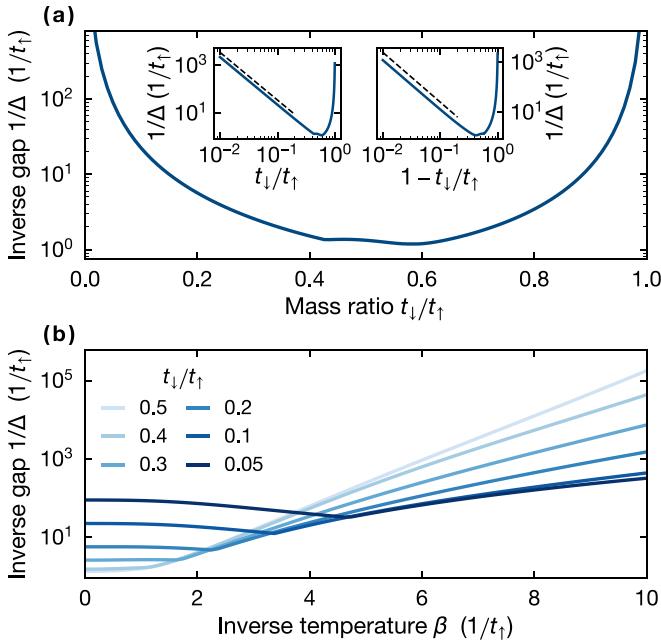 (a)
Inverse gap 1/Δ (1/t↑)
10²
10¹
10⁰
0.0 0.2 0.4 0.6 0.8 1.0
Mass ratio t↓/t↑
1/Δ (1/t↑)
10³
10¹
10⁻² 10⁻¹ 10⁰
t↓/t↑
1/Δ (1/t↑)
10³
10¹
10⁻² 10⁻¹ 10⁰
1 − t↓/t↑
(b)
Inverse gap 1/Δ (1/t↑)
10⁵
10³
10¹
t↓/t↑
0.5 0.2
0.4 0.1
0.3 0.05
0 2 4 6 8 10
Inverse temperature β (1/t↑)